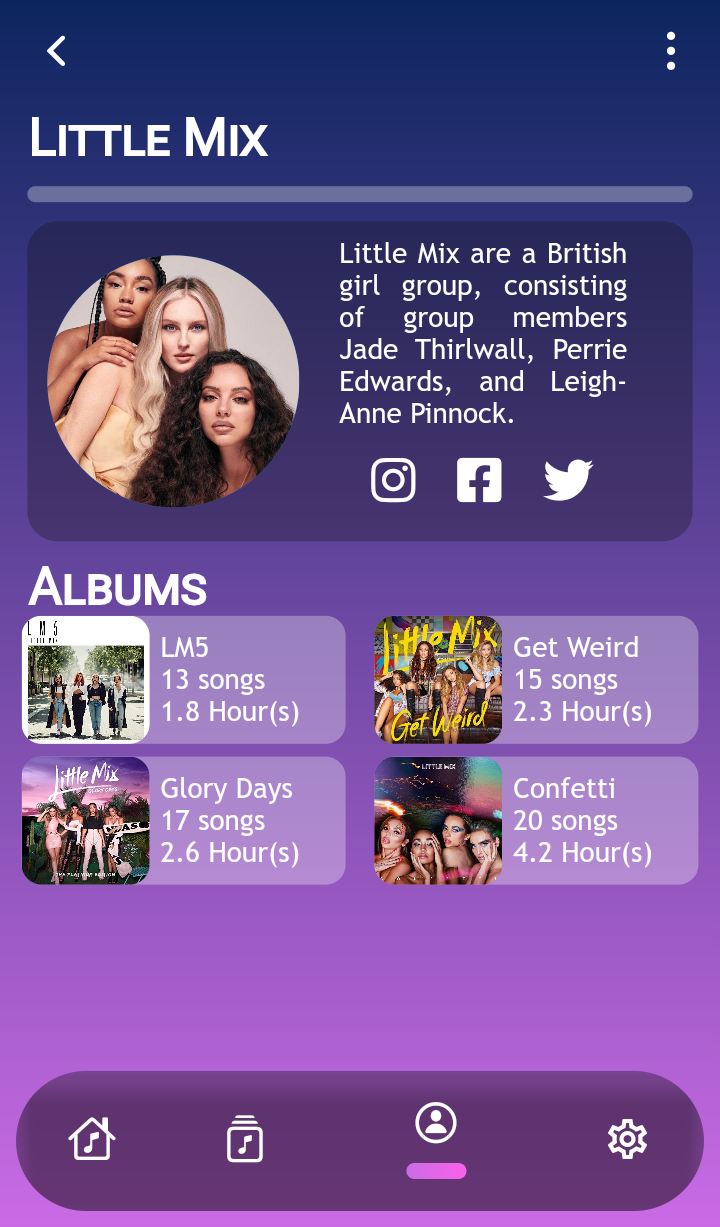 Little Mix
Little Mix are a British
girl group, consisting
of group members
Jade Thirlwall, Perrie
Edwards, and Leigh-
Anne Pinnock.
Albums
LM5
LITTLE MIX
LM5
13 songs
1.8 Hour(s)
Little Mix
Get Weird
Get Weird
15 songs
2.3 Hour(s)
Little Mix
GLORY DAYS
THE PLATINUM EDITION
Glory Days
17 songs
2.6 Hour(s)
LITTLE MIX
Confetti
20 songs
4.2 Hour(s)